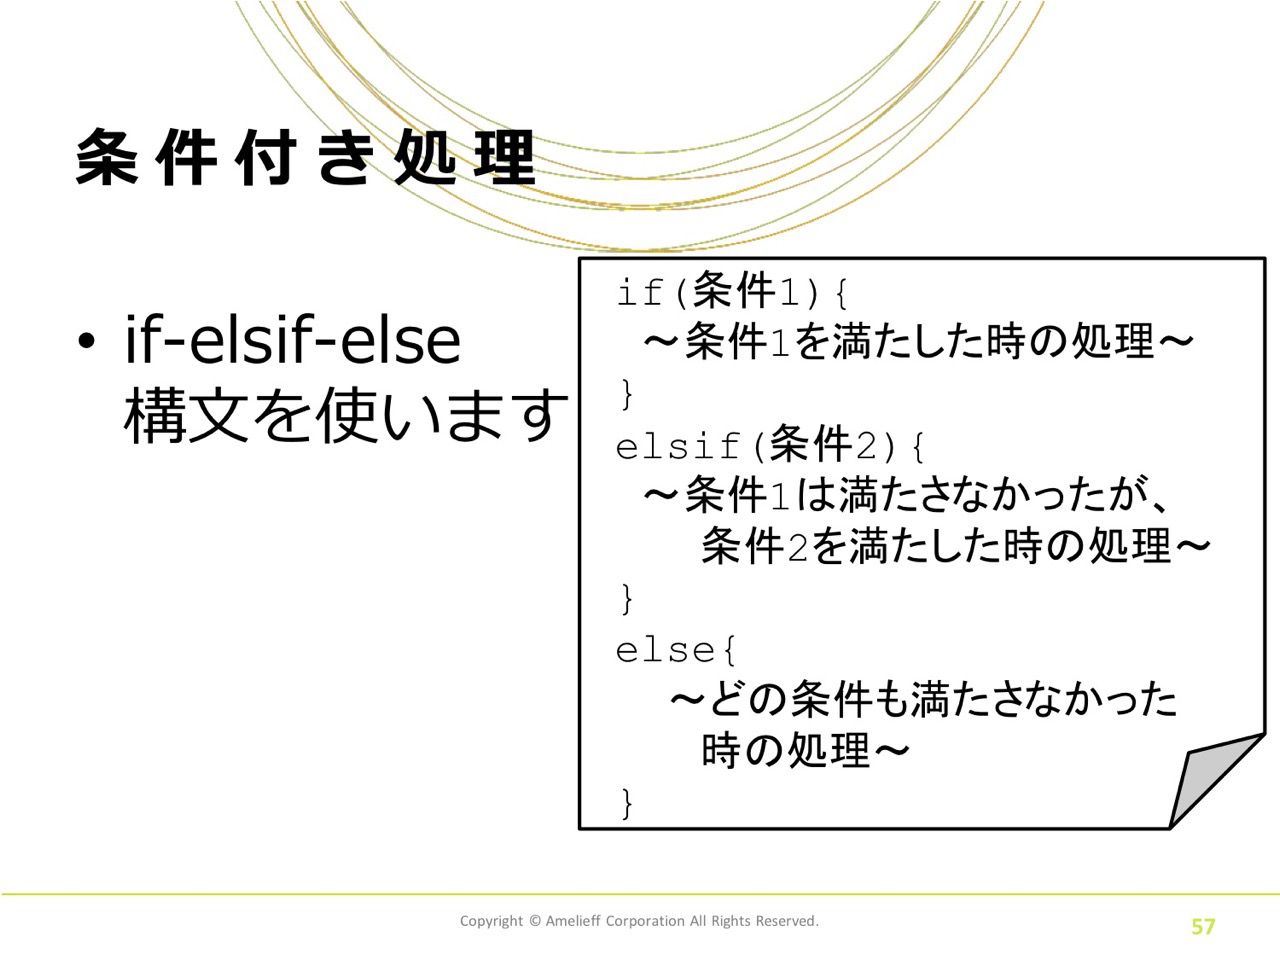 条件付き処理
• if-elsif-else
構文を使います
if(条件1){
～条件1を満たした時の処理～
}
elsif(条件2){
～条件1は満たさなかったが、
条件2を満たした時の処理～
}
else{
～どの条件も満たさなかった
時の処理～
}
Copyright © Amelieff Corporation All Rights Reserved.
57